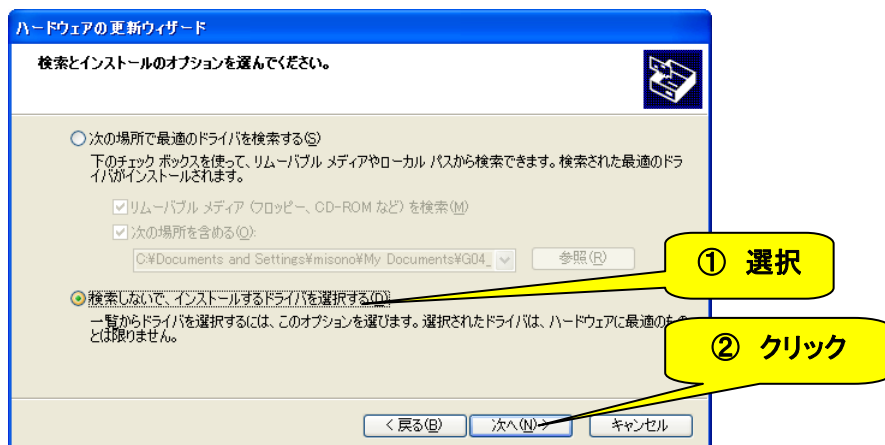 ハードウェアの更新ウィザード
検索とインストールのオプションを選んでください。
次の場所で最適のドライバを検索する(S)
下のチェック ボックスを使って、リムーバブル メディアやローカル パスから検索できます。検索された最適のドラ
イバがインストールされます。
リムーバブル メディア (フロッピー、CD-ROM など) を検索(M)
次の場所を含める(O):
C:¥Documents and Settings¥misono¥My Documents¥G04_
参照(R)
① 選択
検索しないで、インストールするドライバを選択する(D)
一覧からドライバを選択するには、このオプションを選びます。選択されたドライバは、ハードウェアに最適のもの
とは限りません。
② クリック
< 戻る(B)
次へ(N) >
キャンセル